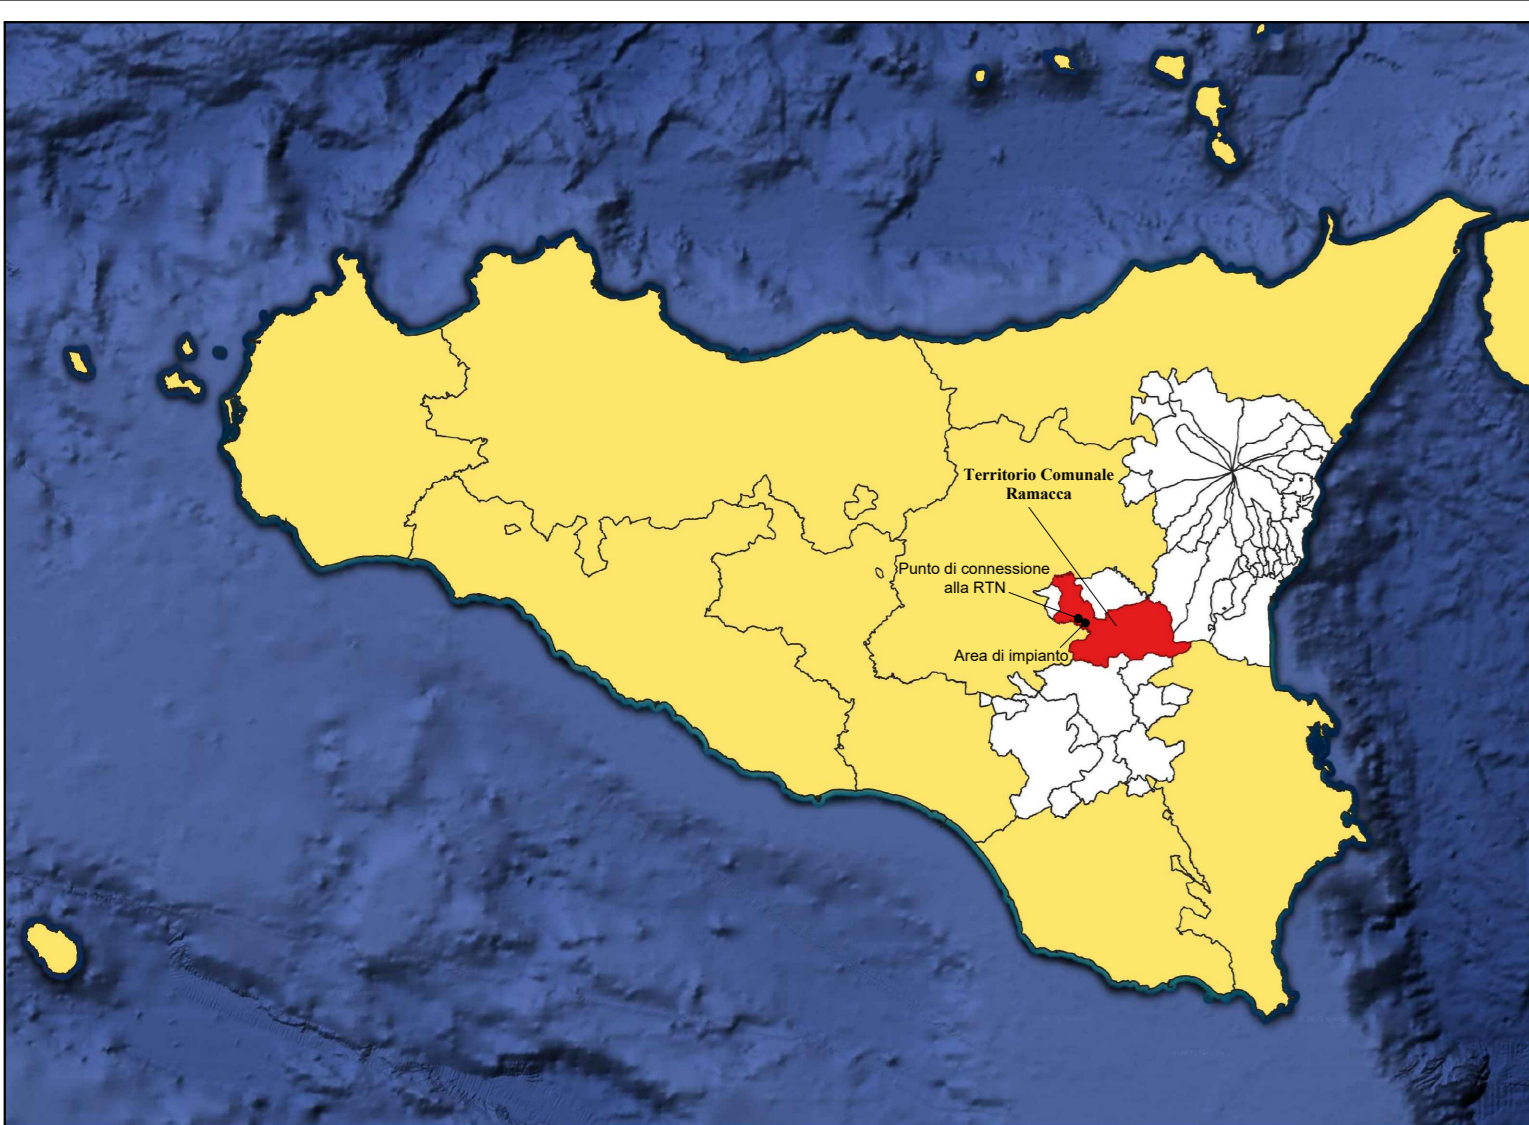 Territorio Comunale
Ramacca
Punto di connessione
alla RTN
Area di impianto